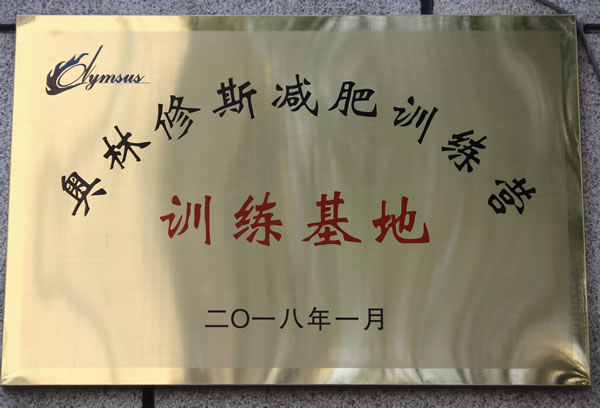 Olymsus
奥林修斯减肥训练营
训练基地
二〇一八年一月